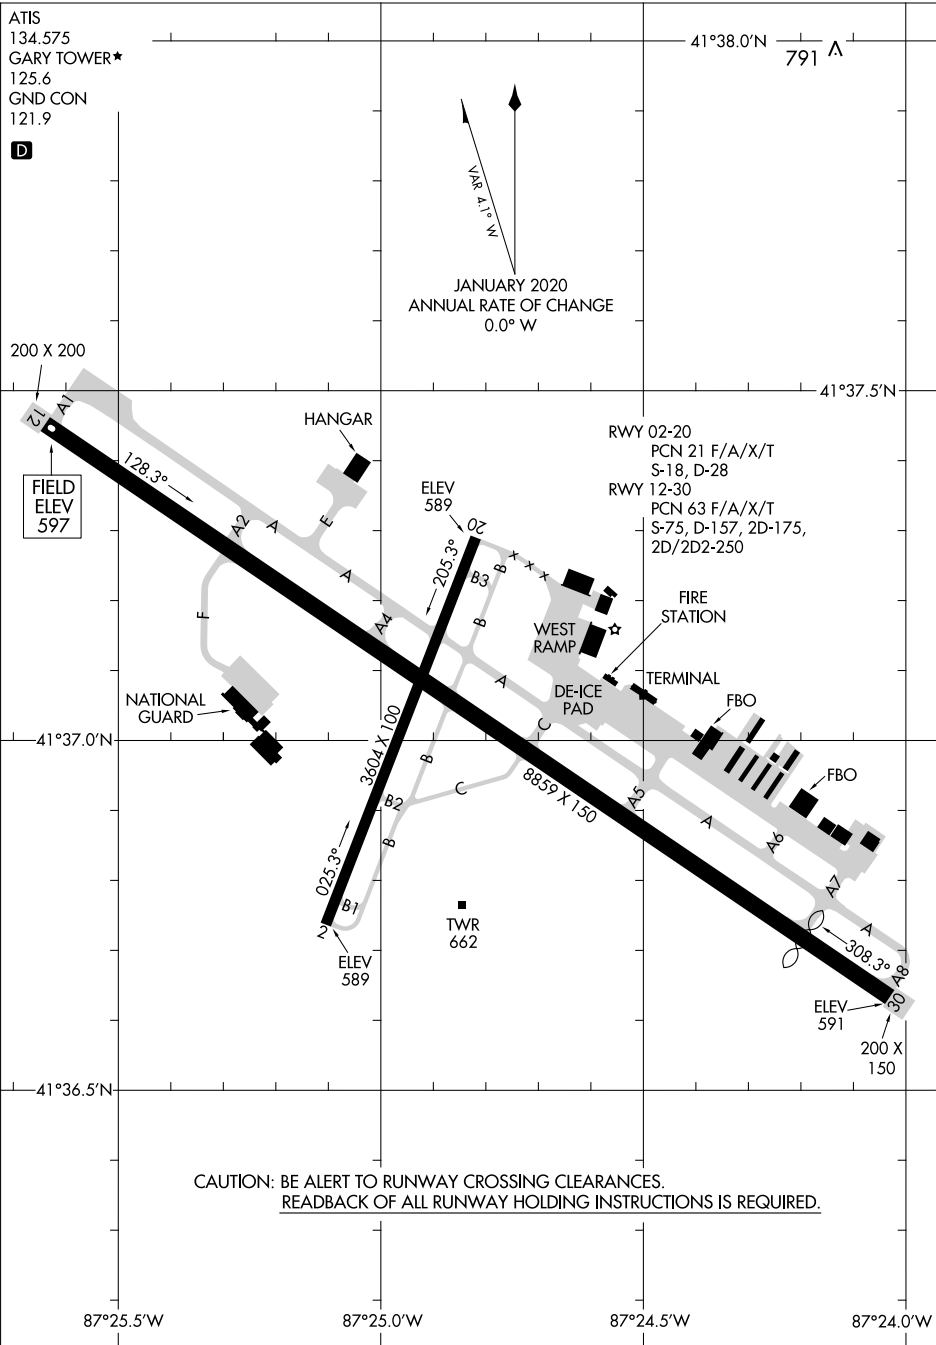 ATIS
134.575
GARY TOWER★
125.6
GND CON
121.9
D
41°38.0'N
791
VAR 4.1° W
JANUARY 2020
ANNUAL RATE OF CHANGE
0.0° W
200 X 200
41°37.5'N
12
A1
HANGAR
RWY 02-20
PCN 21 F/A/X/T
S-18, D-28
RWY 12-30
PCN 63 F/A/X/T
S-75, D-157, 2D-175,
2D/2D2-250
128.3°
FIELD
ELEV
597
ELEV
589
20
A2
A
E
205.3°
B
X X X
B3
A
F
B
A4
FIRE
STATION
WEST
RAMP
TERMINAL
A
DE-ICE
PAD
NATIONAL
GUARD
FBO
C
41°37.0'N
3604 X 100
B
8859 X 150
FBO
C
A5
B2
A
A6
B
025.3°
A7
B1
TWR
662
2
A
308.3°
ELEV
589
A8
30
ELEV
591
200 X
150
41°36.5'N
CAUTION: BE ALERT TO RUNWAY CROSSING CLEARANCES.
READBACK OF ALL RUNWAY HOLDING INSTRUCTIONS IS REQUIRED.
87°25.5'W
87°25.0'W
87°24.5'W
87°24.0'W